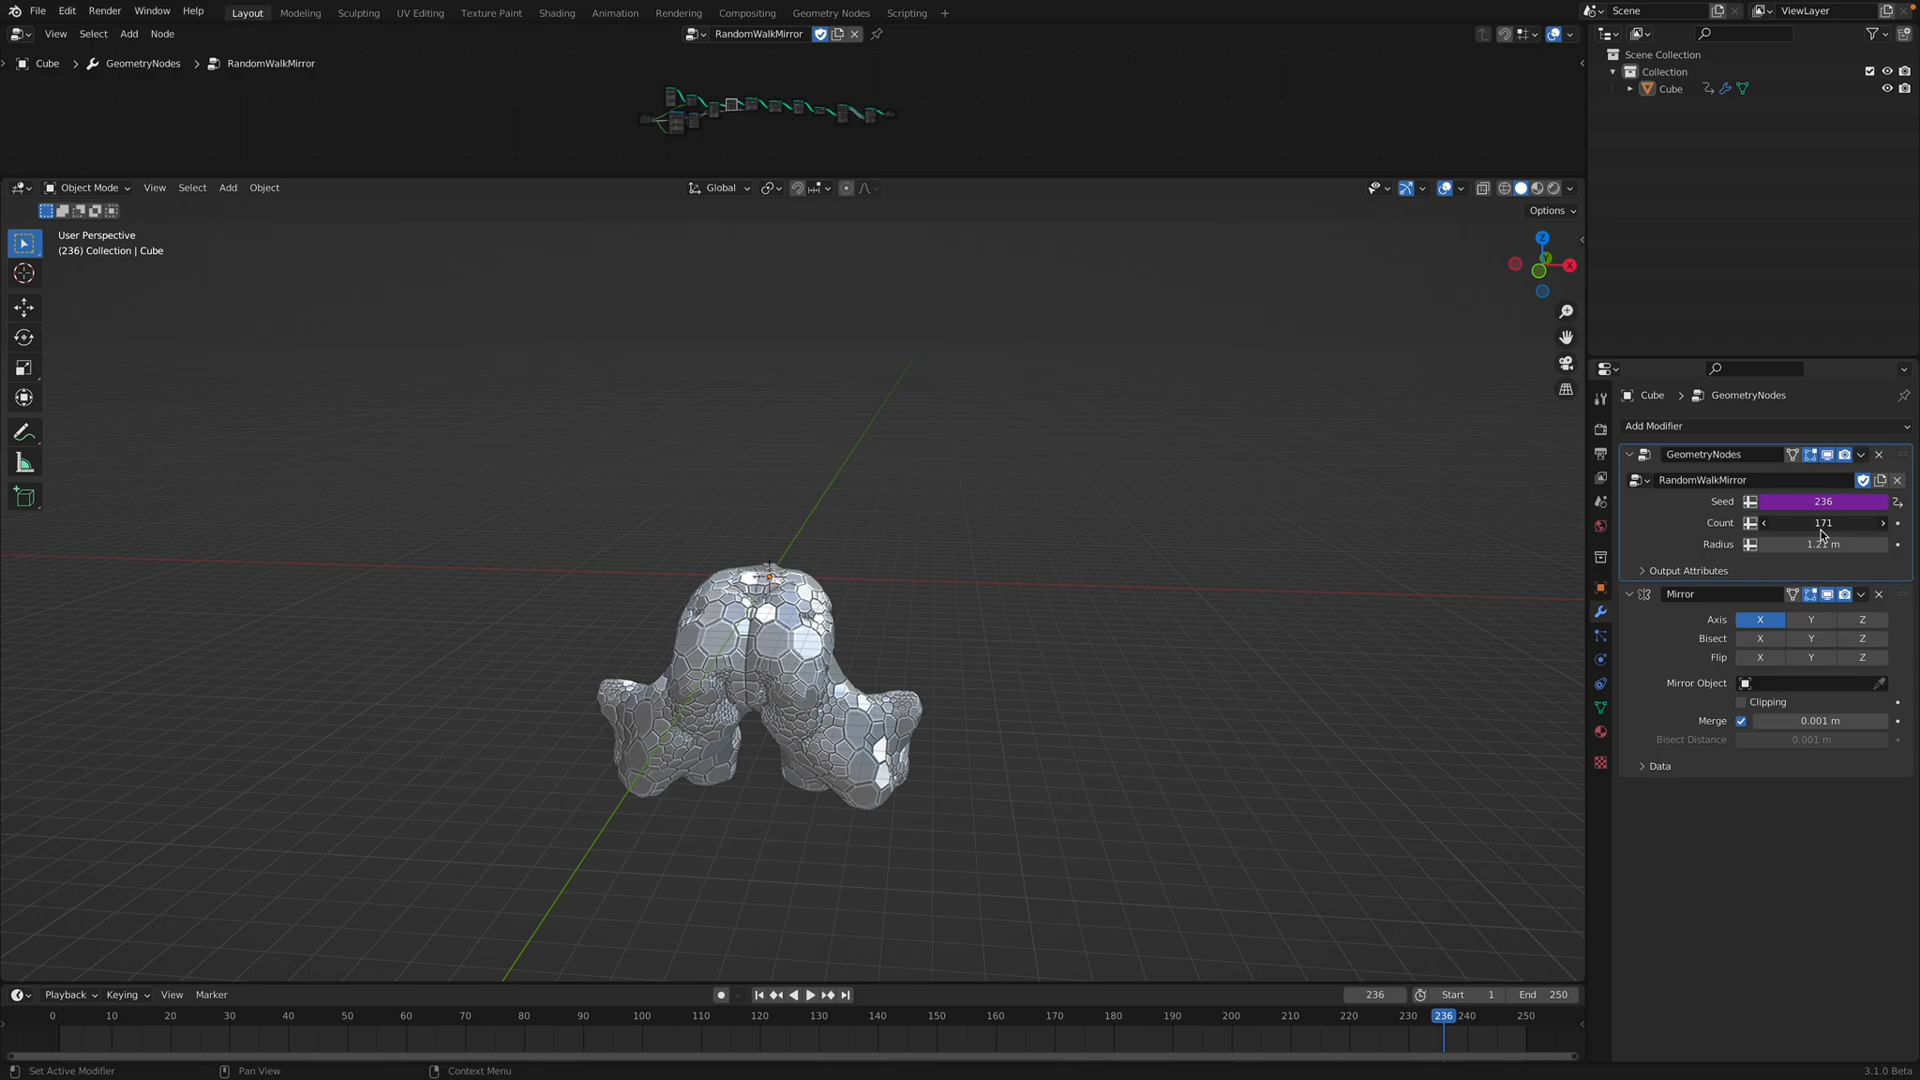 File Edit Render Window Help Layout Modeling Sculpting UV Editing Texture Paint Shading Animation Rendering Compositing Geometry Nodes Scripting + Scene ViewLayer
View Select Add Node RandomWalkMirror
Cube > GeometryNodes > RandomWalkMirror
Scene Collection
Collection
Cube
Object Mode View Select Add Object Global
Options
User Perspective
(236) Collection | Cube
Z
Y
X
Cube > GeometryNodes
Add Modifier
GeometryNodes
RandomWalkMirror
Seed 236
Count 171
Radius
Output Attributes
Mirror
Axis X Y Z
Bisect X Y Z
Flip X Y Z
Mirror Object
Clipping
Merge 0.001 m
Bisect Distance 0.001 m
Data
Playback Keying View Marker 236 Start 1 End 250
0 10 20 30 40 50 60 70 80 90 100 110 120 130 140 150 160 170 180 190 200 210 220 230 236 240 250
Set Active Modifier Pan View Context Menu 3.1.0 Beta